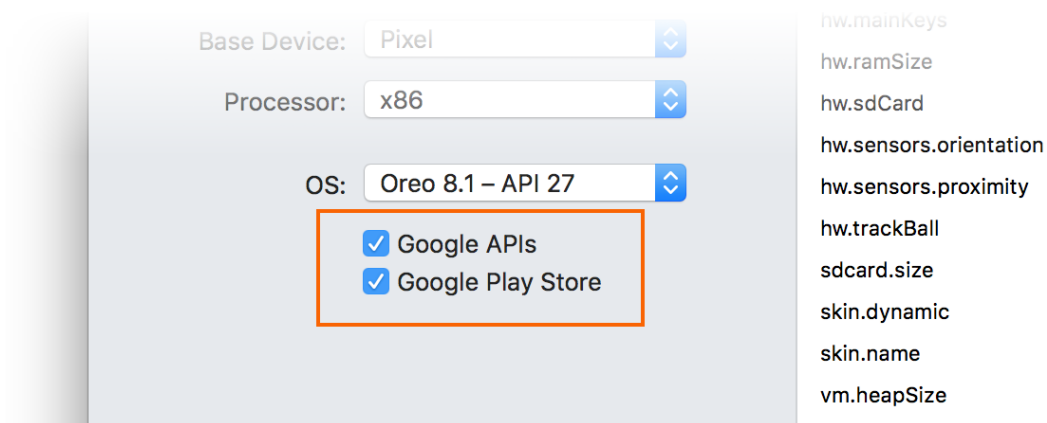 Base Device: Pixel
Processor: x86
OS: Oreo 8.1 – API 27
Google APIs
Google Play Store
hw.mainKeys
hw.ramSize
hw.sdCard
hw.sensors.orientation
hw.sensors.proximity
hw.trackBall
sdcard.size
skin.dynamic
skin.name
vm.heapSize